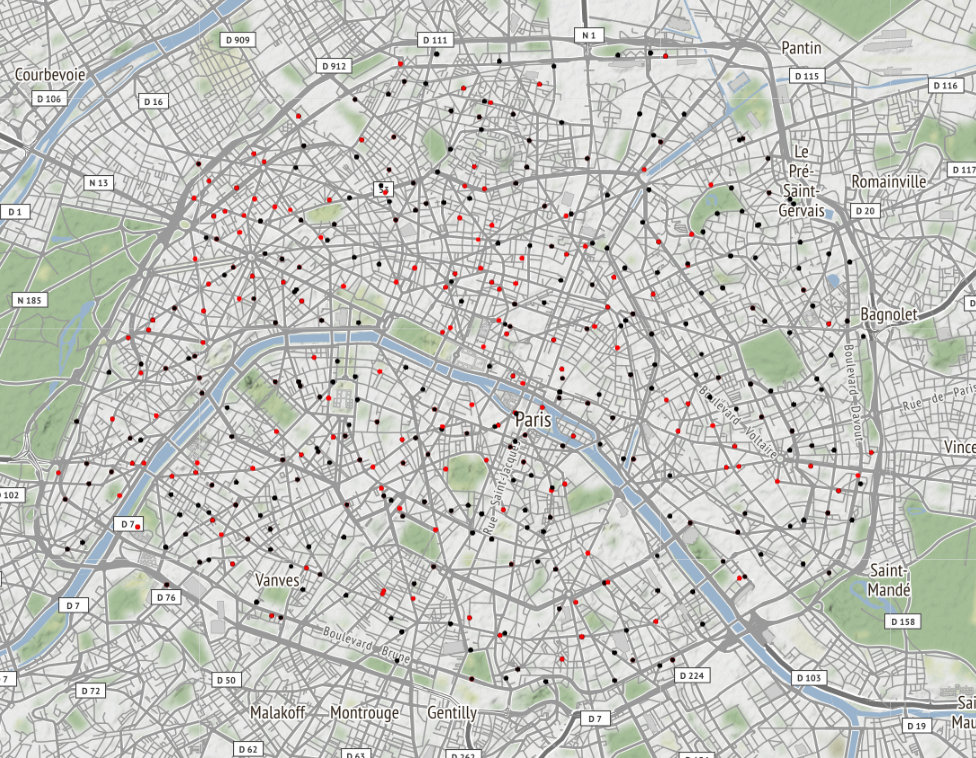 D 909
D 111
N 1
Pantin
Courbevoie
D 912
D 115
D 116
D 106
D 16
Le
Pré-
Saint-
Gervais
D 117
N 13
Romainville
D 1
D 20
N 185
Bagnolet
Boulevard Davout
Rue-de-Paris
Boulevard-Voltaire
Paris
Vince
Rue-Saint-Jacques
D 102
D 7
Saint-
Mandé
Vanves
D 76
D 7
D 158
Boulevard-Brune
7
D 72
D 50
D 224
D 103
Sai
Mau
Malakoff
Montrouge
Gentilly
D 7
D 19
D 62
D 63
D 262